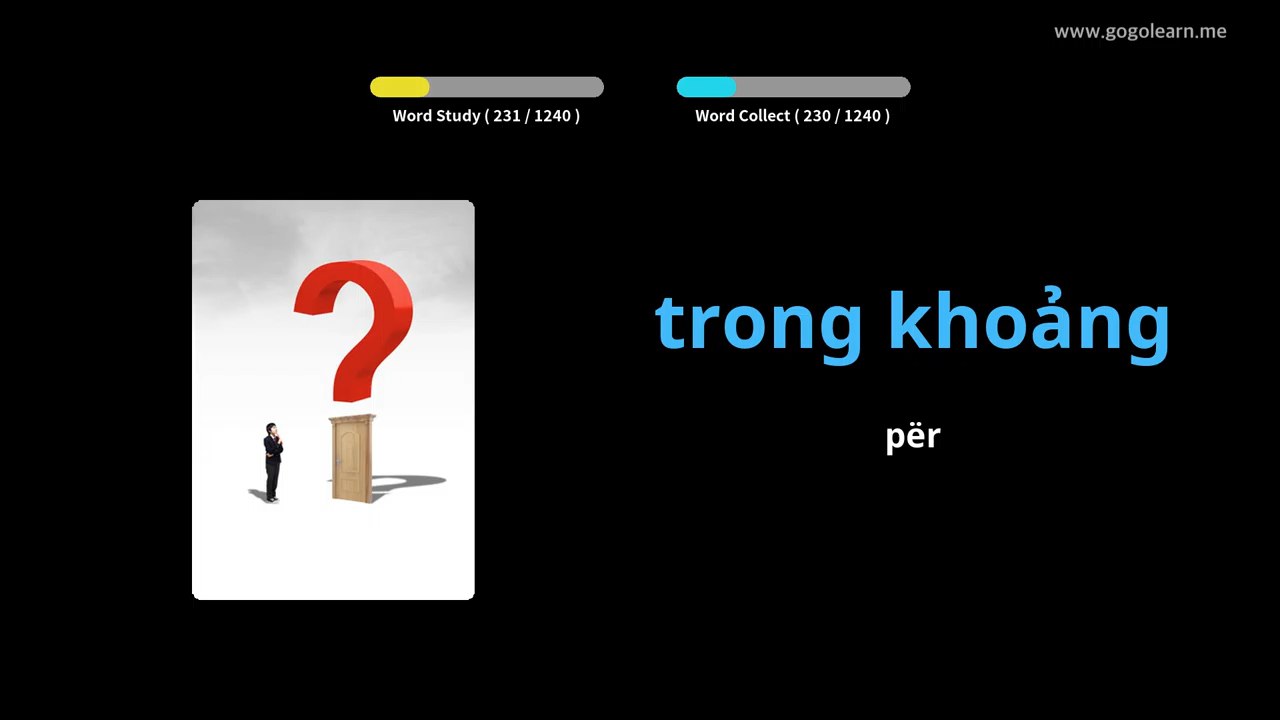 www.gogolearn.me
Word Study ( 231 / 1240 )
Word Collect ( 230 / 1240 )
trong khoảng
për